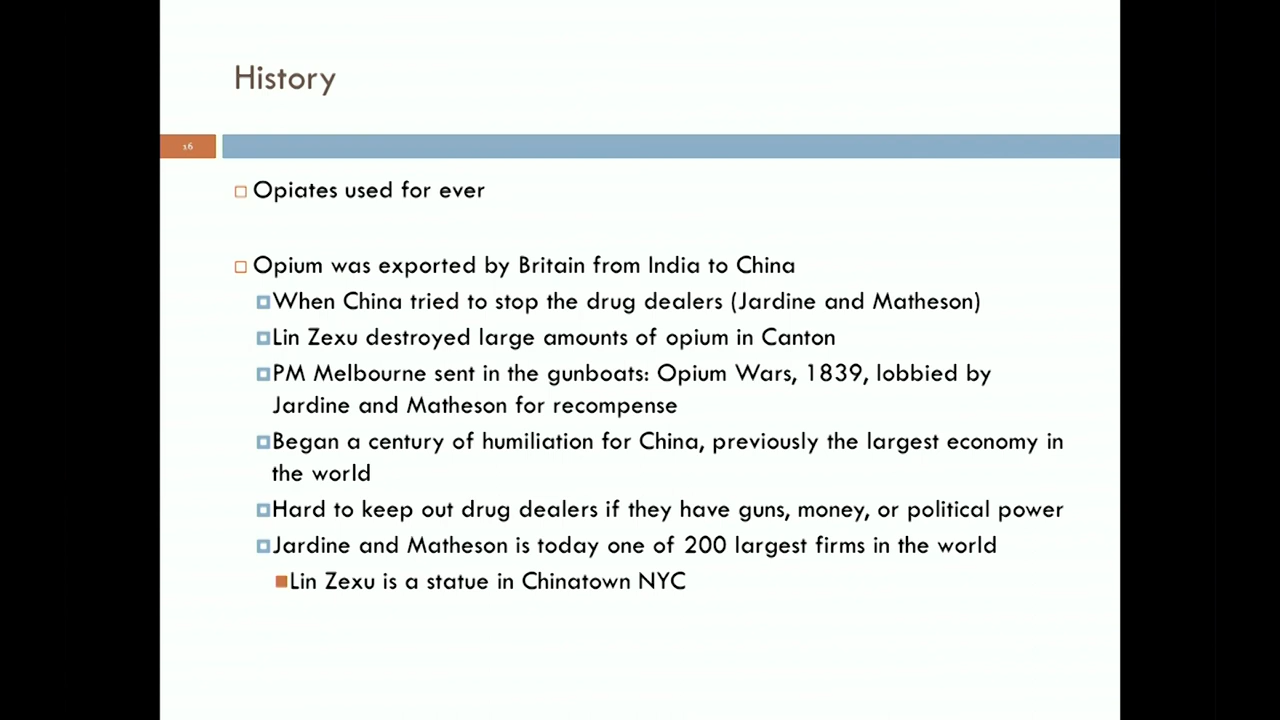 History
16
Opiates used for ever
Opium was exported by Britain from India to China
When China tried to stop the drug dealers (Jardine and Matheson)
Lin Zexu destroyed large amounts of opium in Canton
PM Melbourne sent in the gunboats: Opium Wars, 1839, lobbied by
Jardine and Matheson for recompense
Began a century of humiliation for China, previously the largest economy in
the world
Hard to keep out drug dealers if they have guns, money, or political power
Jardine and Matheson is today one of 200 largest firms in the world
Lin Zexu is a statue in Chinatown NYC